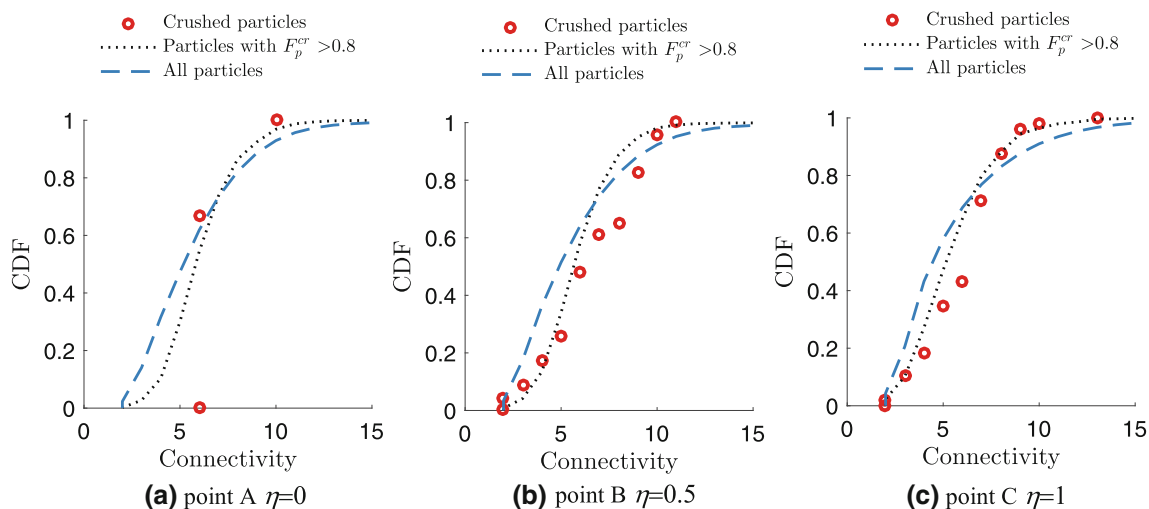 Crushed particles
Particles with $F_p^{cr}$ >0.8
All particles
1
0.8
0.6
0.4
0.2
0
0 5 10 15
CDF
Connectivity
(a) point A η=0
Crushed particles
Particles with $F_p^{cr}$ >0.8
All particles
1
0.8
0.6
0.4
0.2
0
0 5 10 15
CDF
Connectivity
(b) point B η=0.5
Crushed particles
Particles with $F_p^{cr}$ >0.8
All particles
1
0.8
0.6
0.4
0.2
0
0 5 10 15
CDF
Connectivity
(c) point C η=1